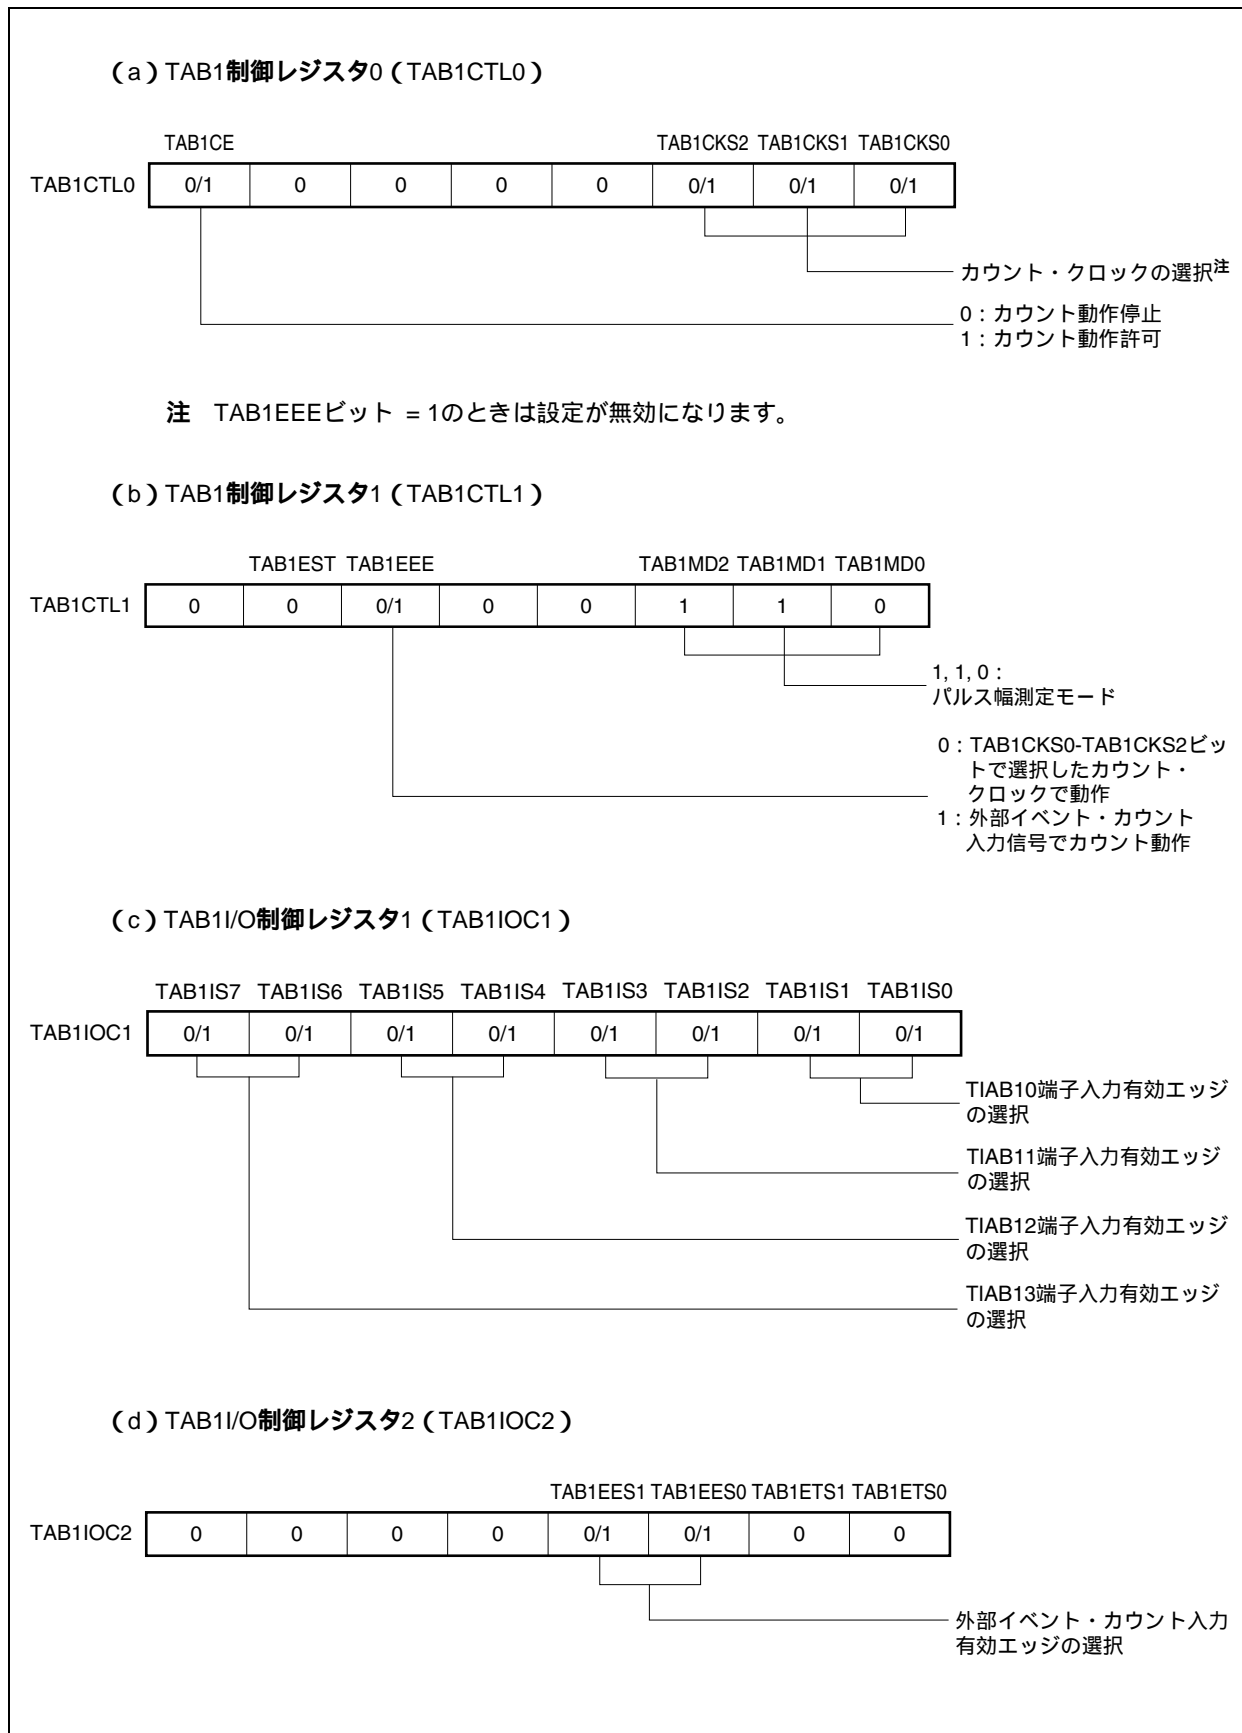 （a）TAB1制御レジスタ0（TAB1CTL0）
TAB1CE TAB1CKS2 TAB1CKS1 TAB1CKS0
TAB1CTL0 0/1 0 0 0 0 0/1 0/1 0/1
カウント・クロックの選択注
0：カウント動作停止
1：カウント動作許可
注 TAB1EEEビット = 1のときは設定が無効になります。
（b）TAB1制御レジスタ1（TAB1CTL1）
TAB1EST TAB1EEE TAB1MD2 TAB1MD1 TAB1MD0
TAB1CTL1 0 0 0/1 0 0 1 1 0
1, 1, 0：
パルス幅測定モード
0：TAB1CKS0-TAB1CKS2ビッ
トで選択したカウント・
クロックで動作
1：外部イベント・カウント
入力信号でカウント動作
（c）TAB1I/O制御レジスタ1（TAB1IOC1）
TAB1IS7 TAB1IS6 TAB1IS5 TAB1IS4 TAB1IS3 TAB1IS2 TAB1IS1 TAB1IS0
TAB1IOC1 0/1 0/1 0/1 0/1 0/1 0/1 0/1 0/1
TIAB10端子入力有効エッジ
の選択
TIAB11端子入力有効エッジ
の選択
TIAB12端子入力有効エッジ
の選択
TIAB13端子入力有効エッジ
の選択
（d）TAB1I/O制御レジスタ2（TAB1IOC2）
TAB1EES1 TAB1EES0 TAB1ETS1 TAB1ETS0
TAB1IOC2 0 0 0 0 0/1 0/1 0 0
外部イベント・カウント入力
有効エッジの選択